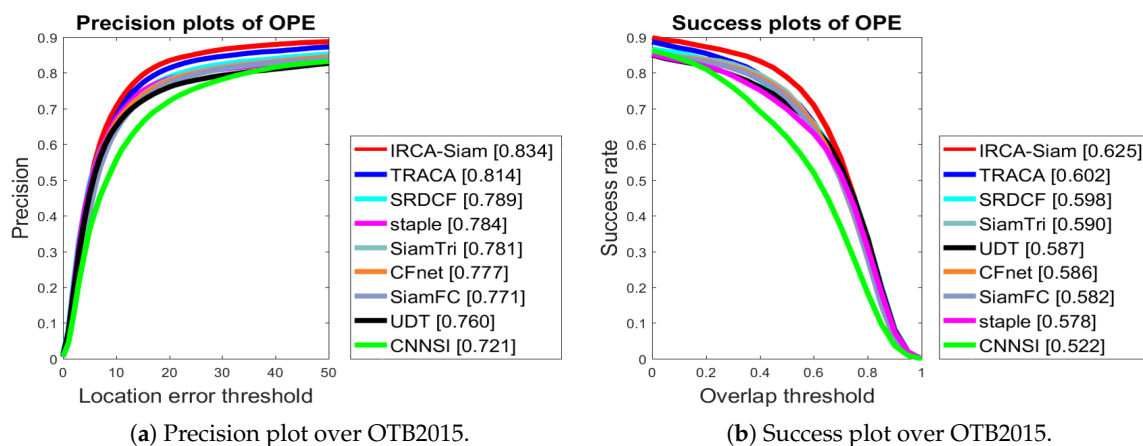 Precision plots of OPE
0.9
0.8
0.7
0.6
0.5
0.4
0.3
0.2
0.1
0
0 10 20 30 40 50
Precision
Location error threshold
IRCA-Siam [0.834]
TRACA [0.814]
SRDCF [0.789]
staple [0.784]
SiamTri [0.781]
CFnet [0.777]
SiamFC [0.771]
UDT [0.760]
CNNSI [0.721]
(a) Precision plot over OTB2015.
Success plots of OPE
0.9
0.8
0.7
0.6
0.5
0.4
0.3
0.2
0.1
0
0 0.2 0.4 0.6 0.8 1
Success rate
Overlap threshold
IRCA-Siam [0.625]
TRACA [0.602]
SRDCF [0.598]
SiamTri [0.590]
UDT [0.587]
CFnet [0.586]
SiamFC [0.582]
staple [0.578]
CNNSI [0.522]
(b) Success plot over OTB2015.